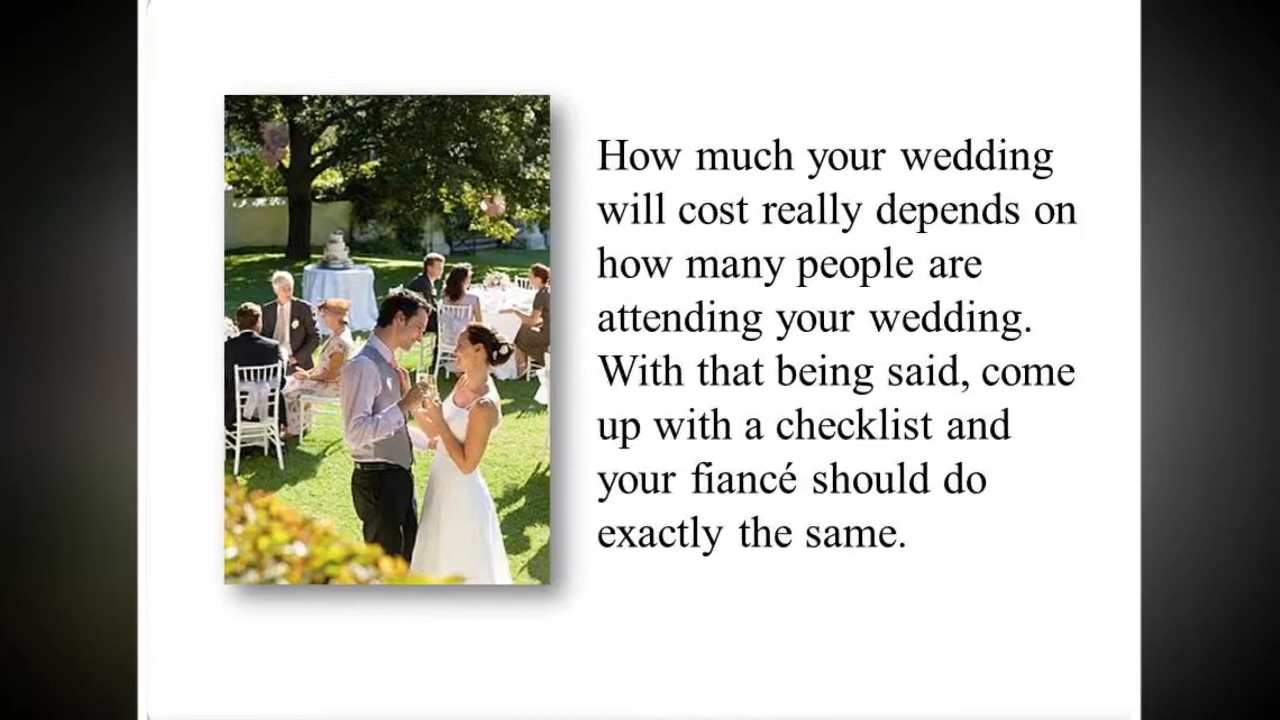 How much your wedding
will cost really depends on
how many people are
attending your wedding.
With that being said, come
up with a checklist and
your fiancé should do
exactly the same.